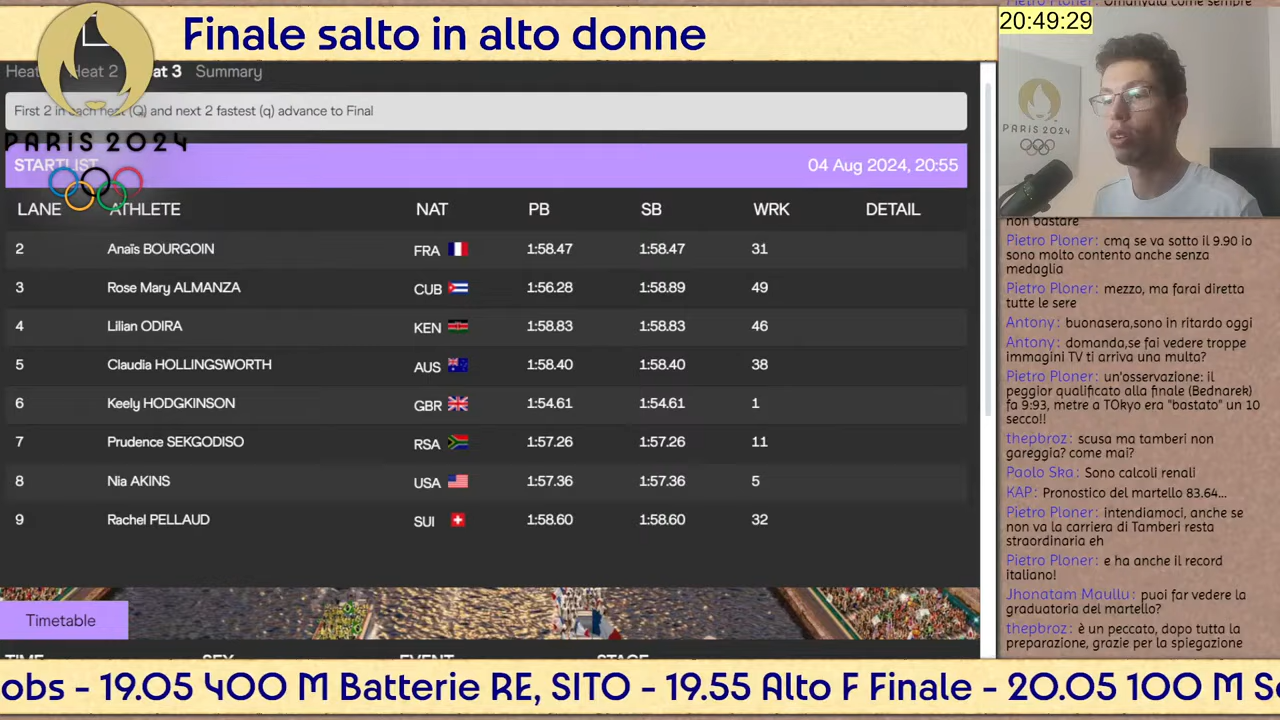 Finale salto in alto donne
20:49:29
Heat 2
at 3
Summary
First 2 in each heat (Q) and next 2 fastest (q) advance to Final
PARIS 2024
STARTLIST
04 Aug 2024, 20:55
LANE ATHLETE NAT PB SB WRK DETAIL
2 Anaïs BOURGOIN FRA 1:58.47 1:58.47 31
3 Rose Mary ALMANZA CUB 1:56.28 1:58.89 49
4 Lilian ODIRA KEN 1:58.83 1:58.83 46
5 Claudia HOLLINGSWORTH AUS 1:58.40 1:58.40 38
6 Keely HODGKINSON GBR 1:54.61 1:54.61 1
7 Prudence SEKGODISO RSA 1:57.26 1:57.26 11
8 Nia AKINS USA 1:57.36 1:57.36 5
9 Rachel PELLAUD SUI 1:58.60 1:58.60 32
Timetable
TIME SEX EVENT STAGE
PARIS 2024
non bastare
Pietro Ploner: cmq se va sotto il 9.90 io
sono molto contento anche senza
medaglia
Pietro Ploner: mezzo, ma farai diretta
tutte le sere
Antony: buonasera,sono in ritardo oggi
Antony: domanda,se fai vedere troppe
immagini TV ti arriva una multa?
Pietro Ploner: un'osservazione: il
peggior qualificato alla finale (Bednarek)
fa 9:93, metre a TOkyo era "bastato" un 10
secco!!
thepbroz: scusa ma tamberi non
gareggia? come mai?
Paolo Ska: Sono calcoli renali
KAP: Pronostico del martello 83.64...
Pietro Ploner: intendiamoci, anche se
non va la carriera di Tamberi resta
straordinaria eh
Pietro Ploner: e ha anche il record
italiano!
Jhonatam Maullu: puoi far vedere la
graduatoria del martello?
thepbroz: è un peccato, dopo tutta la
preparazione, grazie per la spiegazione
obs - 19.05 400 M Batterie RE, SITO - 19.55 Alto F Finale - 20.05 100 M Se